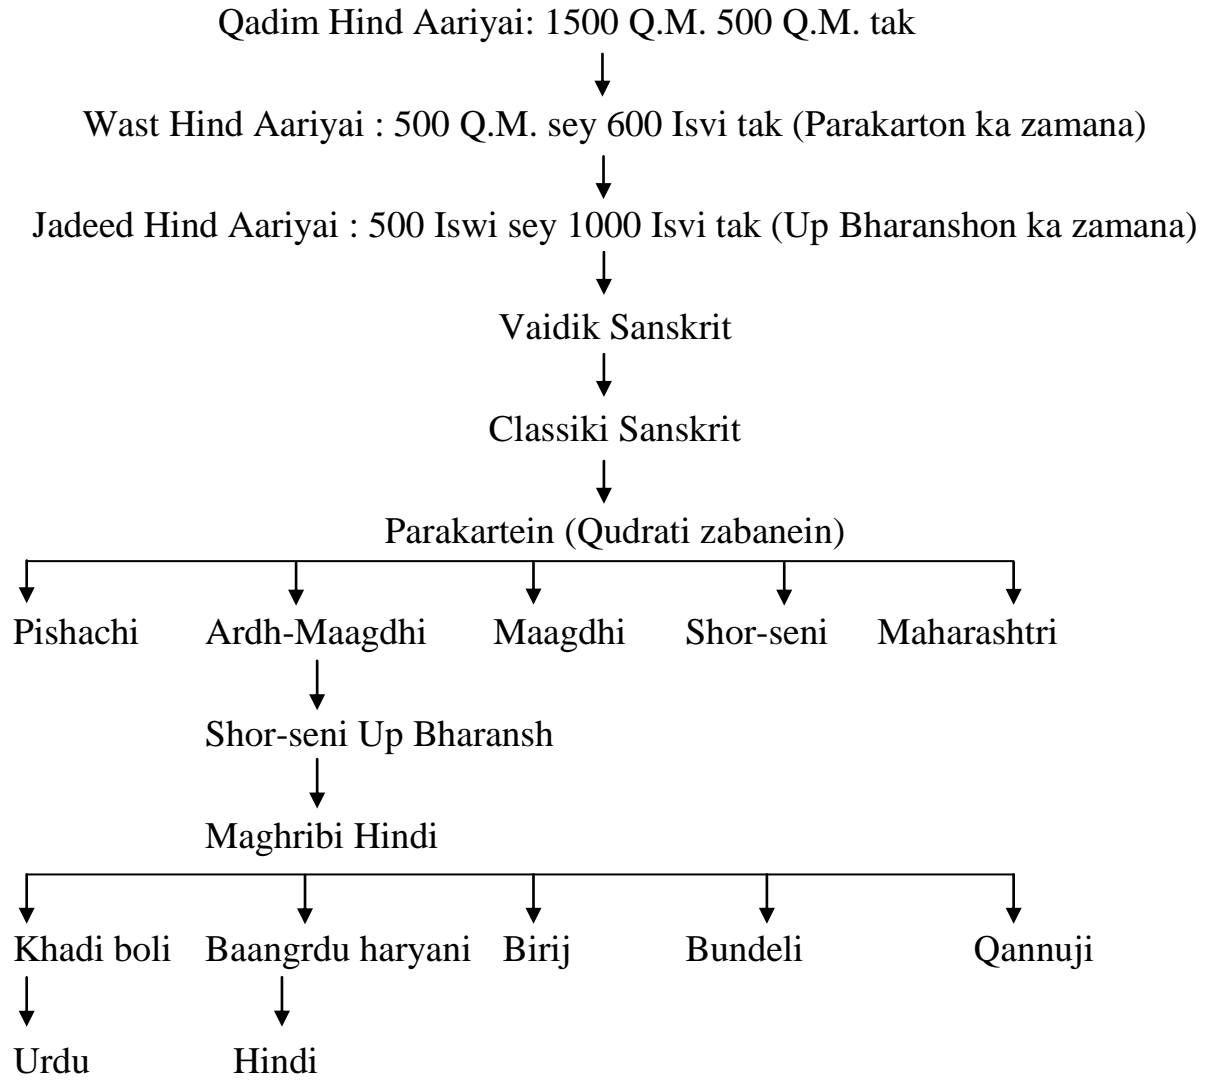 Qadim Hind Aariyai: 1500 Q.M. 500 Q.M. tak
Wast Hind Aariyai : 500 Q.M. sey 600 Isvi tak (Parakarton ka zamana)
Jadeed Hind Aariyai : 500 Iswi sey 1000 Isvi tak (Up Bharanshon ka zamana)
Vaidik Sanskrit
Classiki Sanskrit
Parakartein (Qudrati zabanein)
Pishachi Ardh-Maagdhi Maagdhi Shor-seni Maharashtri
Shor-seni Up Bharansh
Maghribi Hindi
Khadi boli Baangrdu haryani Birij Bundeli Qannuji
Urdu Hindi